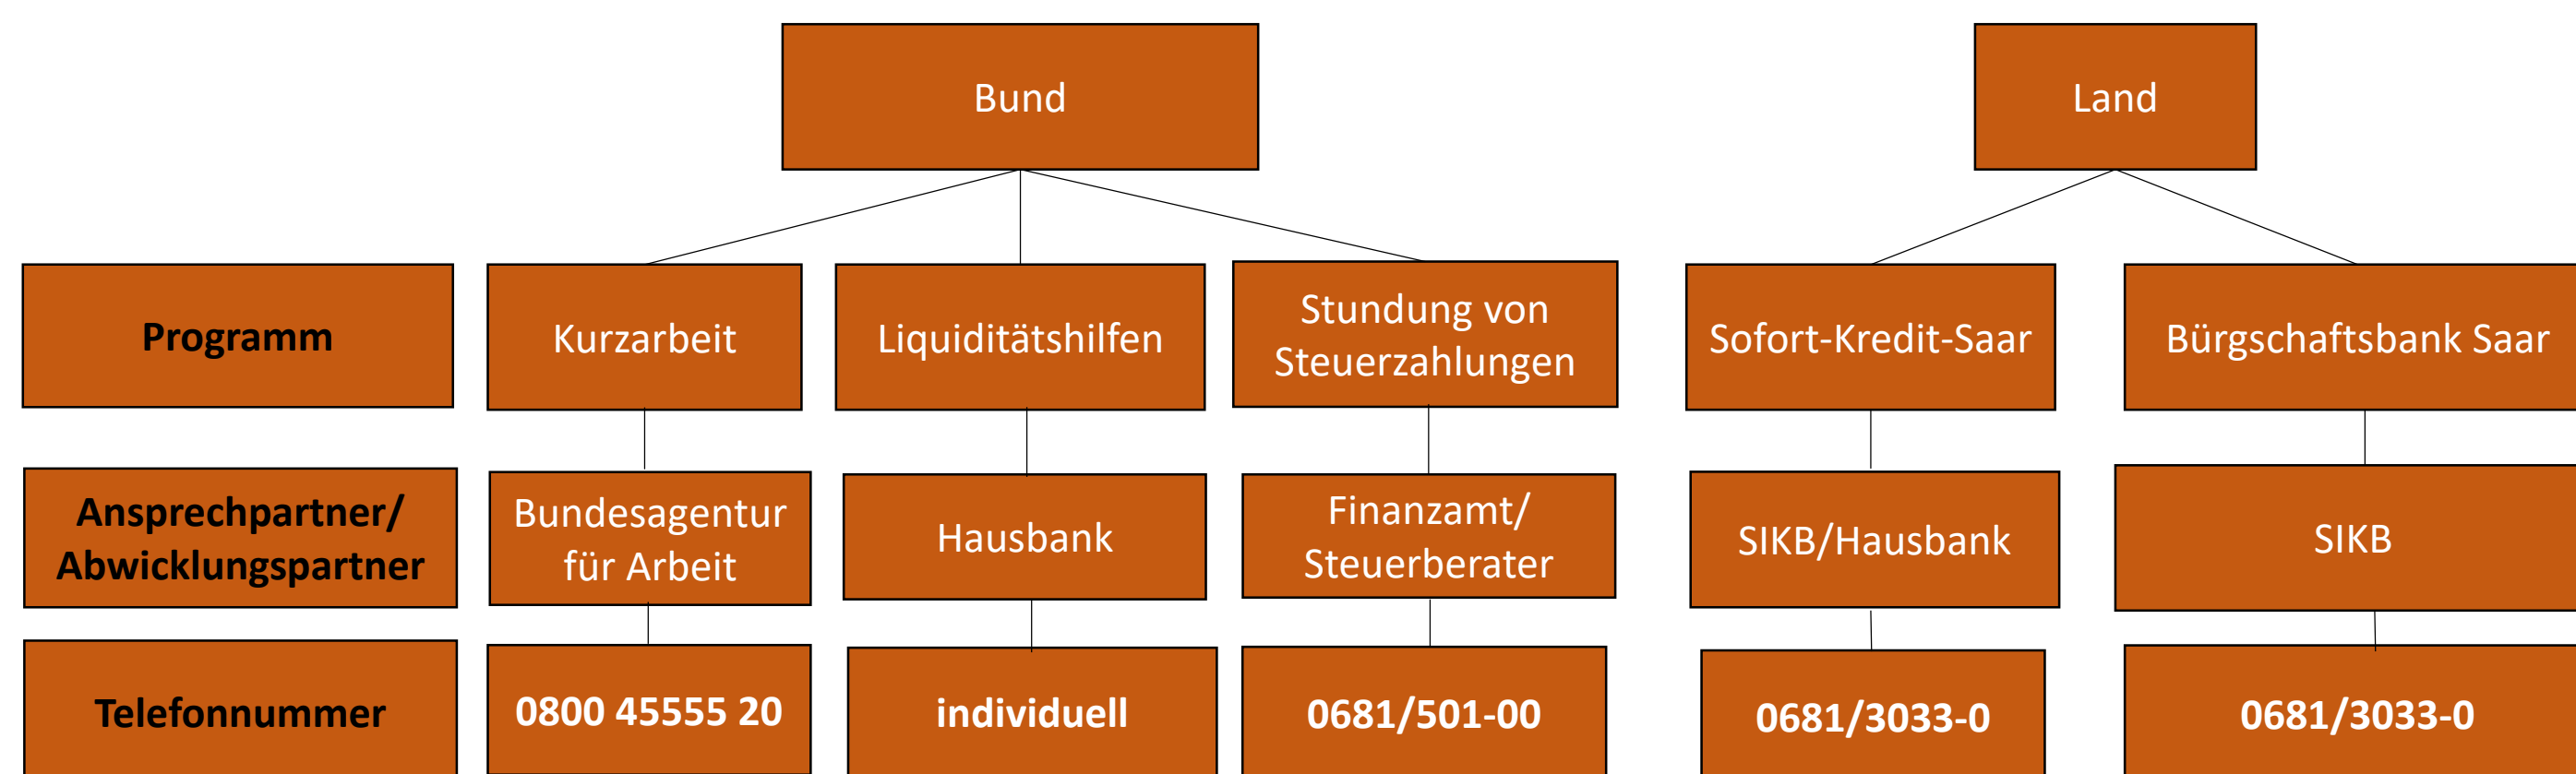 Bund
Land
Programm
Kurzarbeit
Liquiditätshilfen
Stundung von
Steuerzahlungen
Sofort-Kredit-Saar
Bürgschaftsbank Saar
Ansprechpartner/
Abwicklungspartner
Bundesagentur
für Arbeit
Hausbank
Finanzamt/
Steuerberater
SIKB/Hausbank
SIKB
Telefonnummer
0800 45555 20
individuell
0681/501-00
0681/3033-0
0681/3033-0